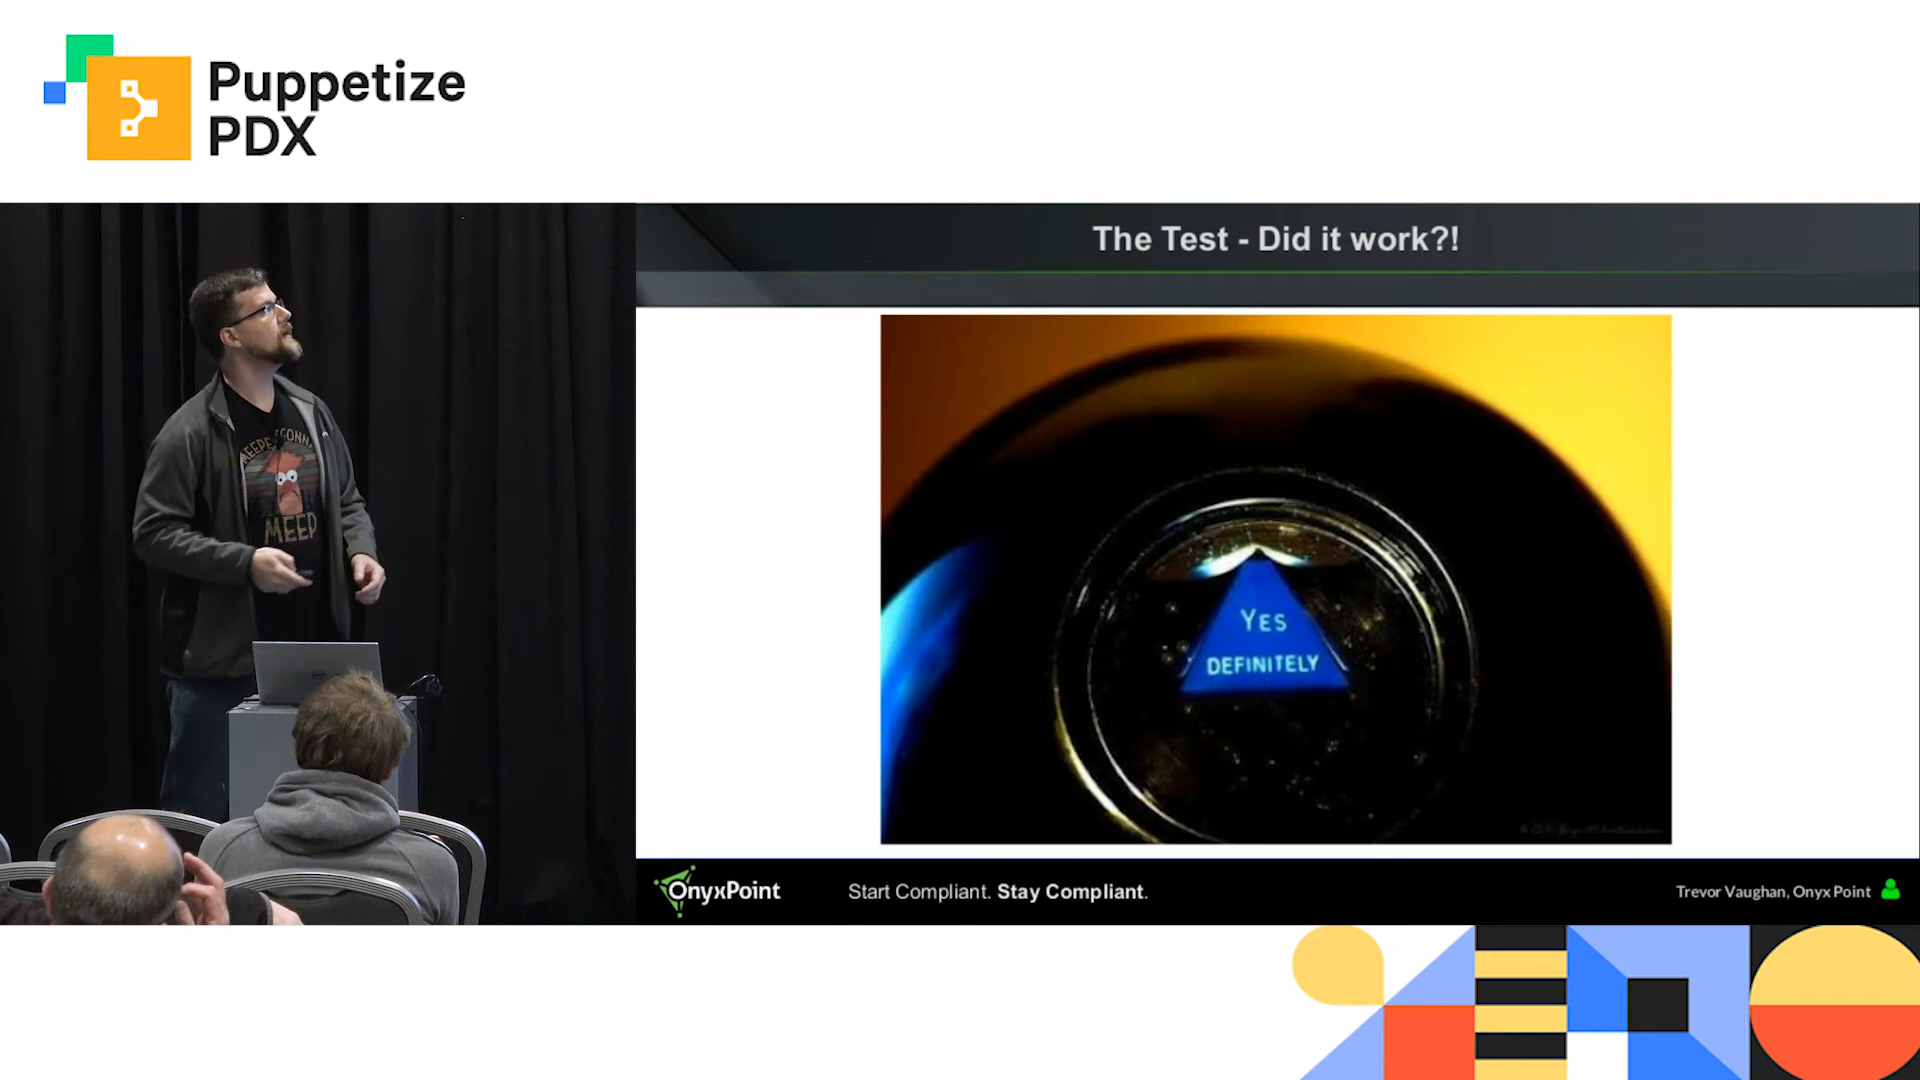 Puppetize
PDX
The Test - Did it work?!
MEEP
YES
DEFINITELY
OnyxPoint
Start Compliant. Stay Compliant.
Trevor Vaughan, Onyx Point